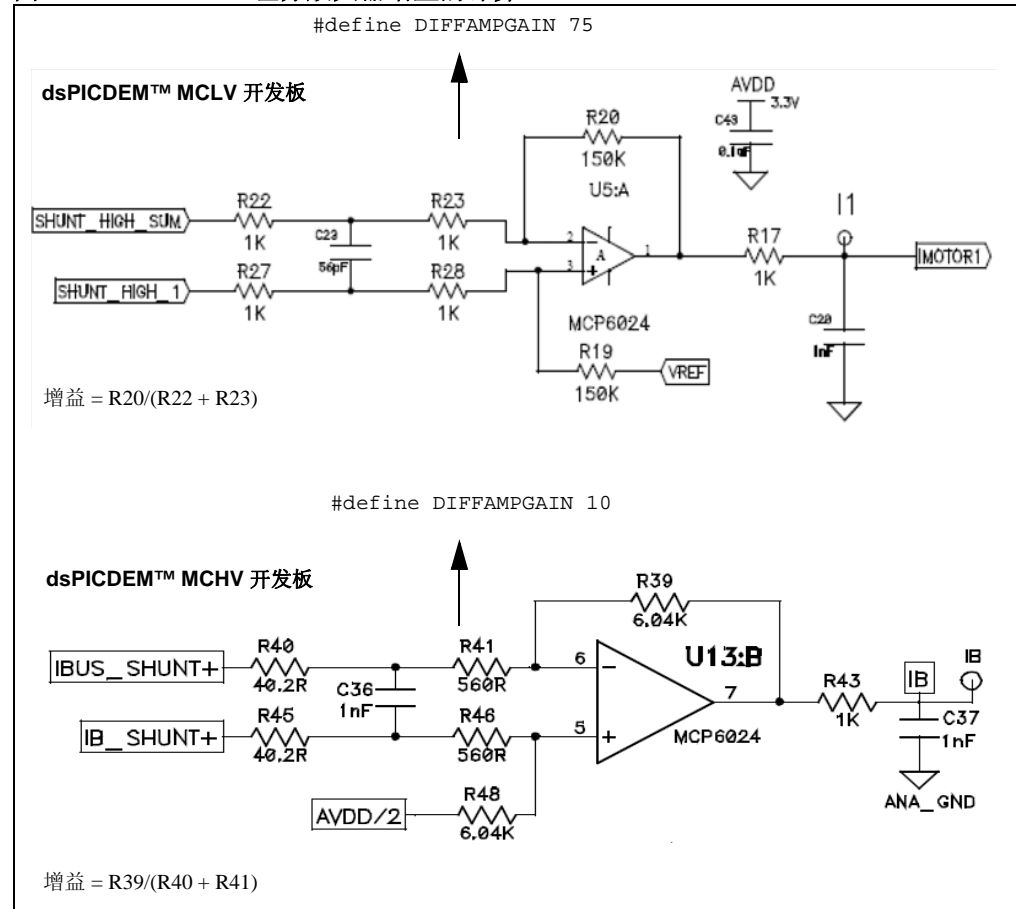 #define DIFFAMPGAIN 75
dsPICDEM™ MCLV 开发板
AVDD
3.3V
C49
0.1nF
R20
150K
U5:A
I1
SHUNT_HIGH_SUM
R22
1K
C23
56pF
R23
1K
2
3
A
1
R17
1K
IMOTOR1
SHUNT_HIGH_1
R27
1K
R28
1K
MCP6024
R19
150K
VREF
C20
1nF
增益 = R20/(R22 + R23)
#define DIFFAMPGAIN 10
dsPICDEM™ MCHV 开发板
R39
6.04K
IBUS_SHUNT+
R40
40.2R
C36
1nF
R41
560R
6
U13:B
7
R43
1K
IB
IB
C37
1nF
IB_SHUNT+
R45
40.2R
R46
560R
5
MCP6024
ANA_GND
AVDD/2
R48
6.04K
增益 = R39/(R40 + R41)